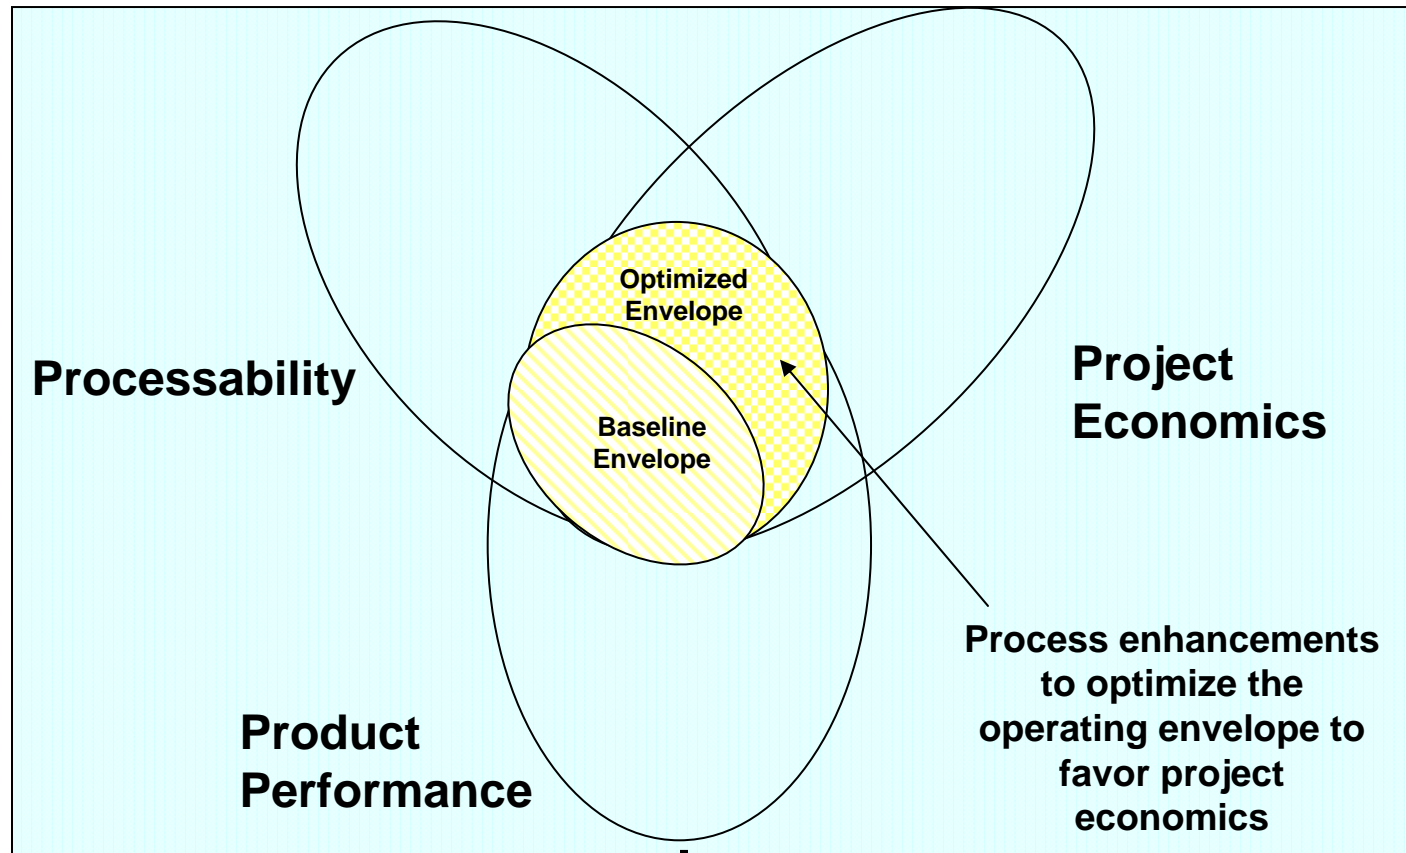 Optimized
Envelope
Processability
Project
Economics
Baseline
Envelope
Process enhancements
to optimize the
operating envelope to
favor project
economics
Product
Performance